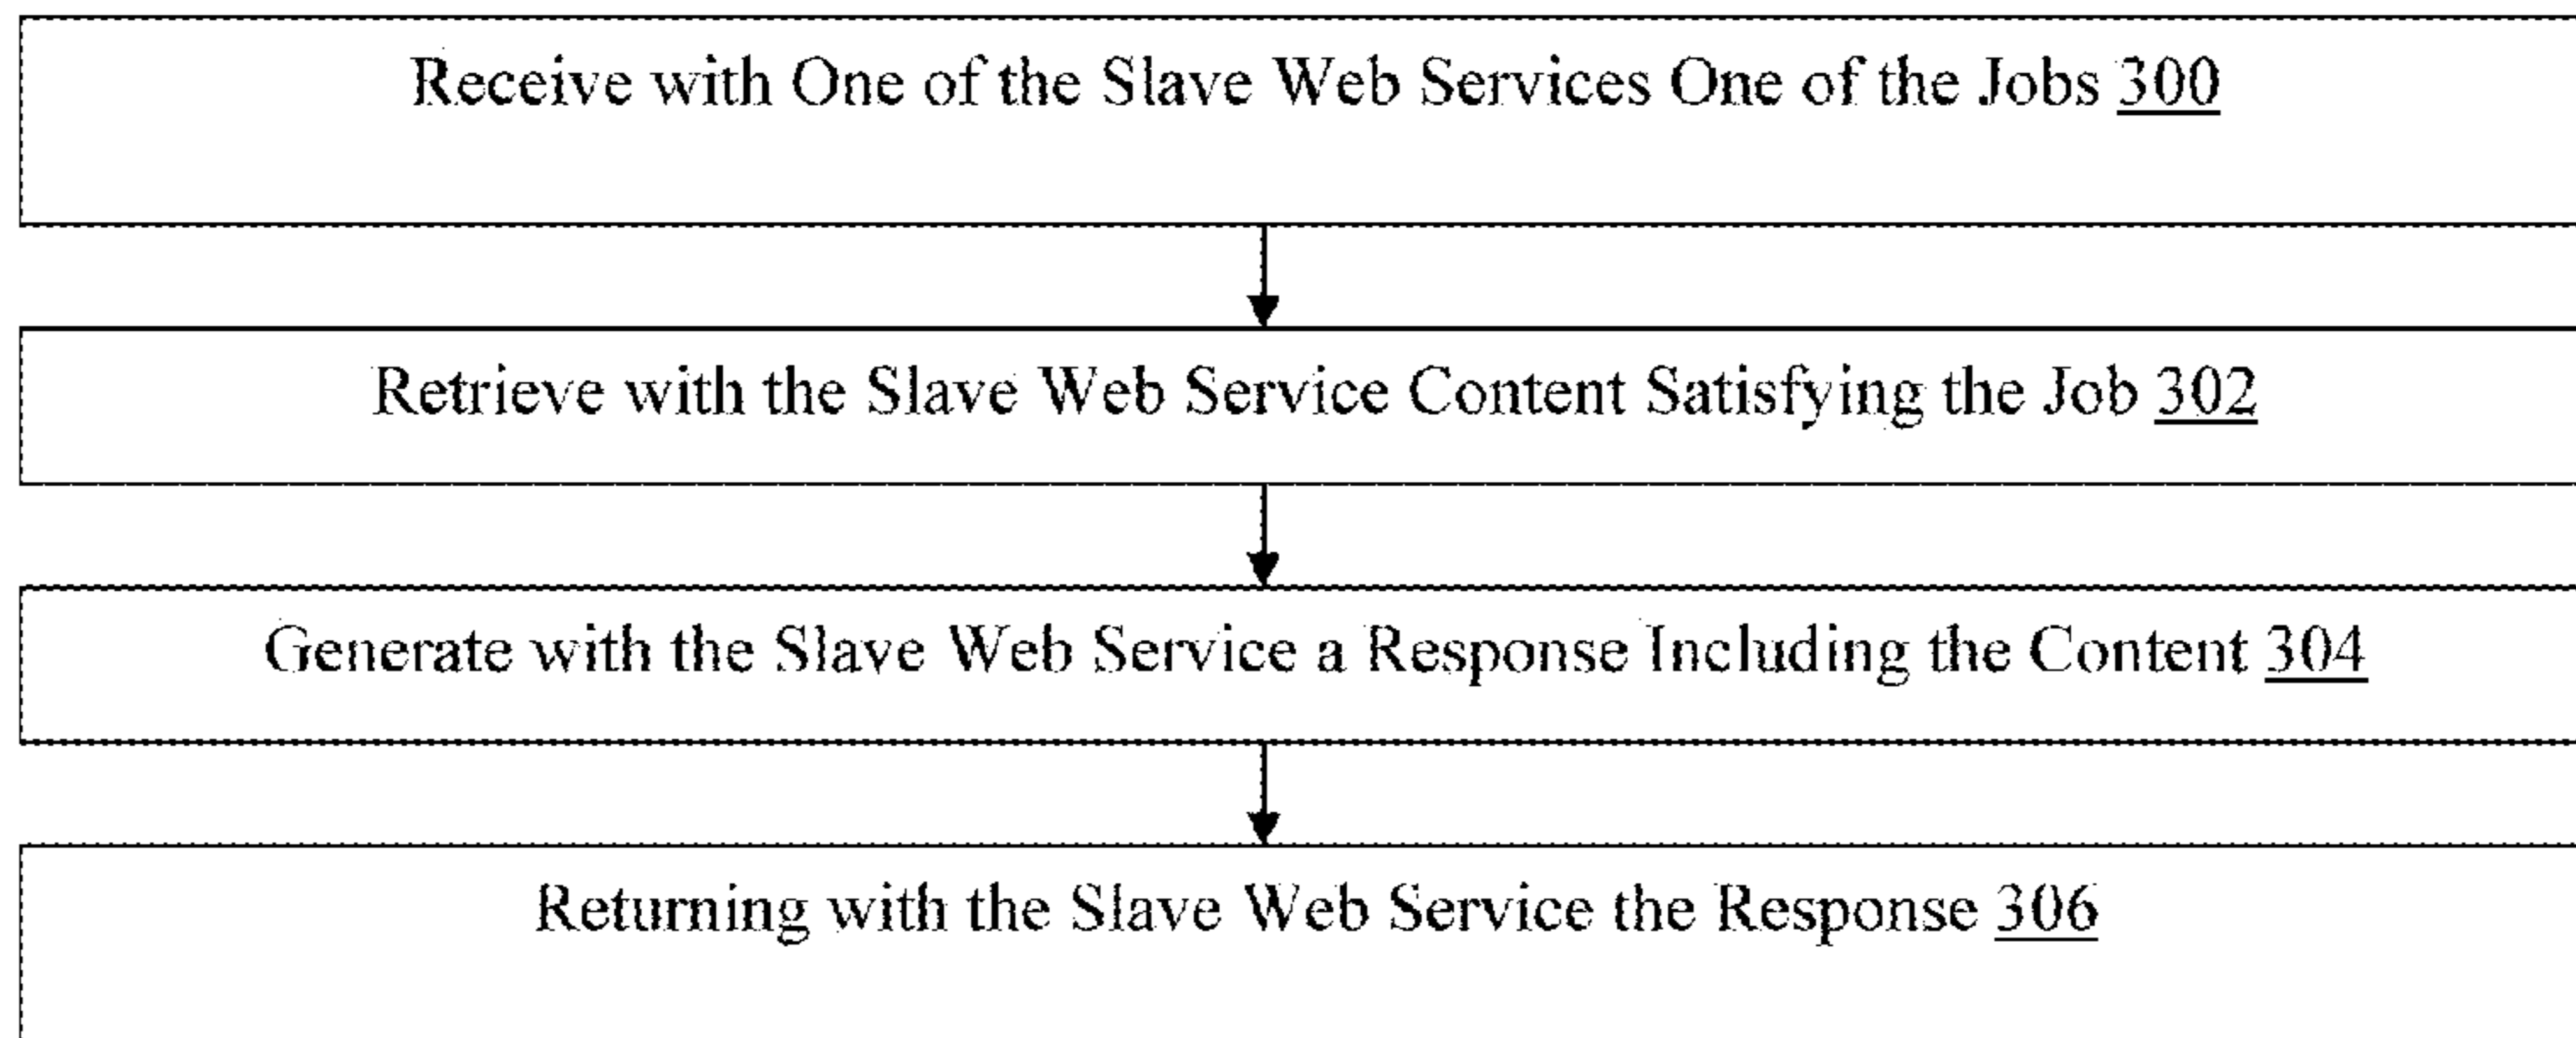 Receive with One of the Slave Web Services One of the Jobs 300
Retrieve with the Slave Web Service Content Satisfying the Job 302
Generate with the Slave Web Service a Response Including the Content 304
Returning with the Slave Web Service the Response 306